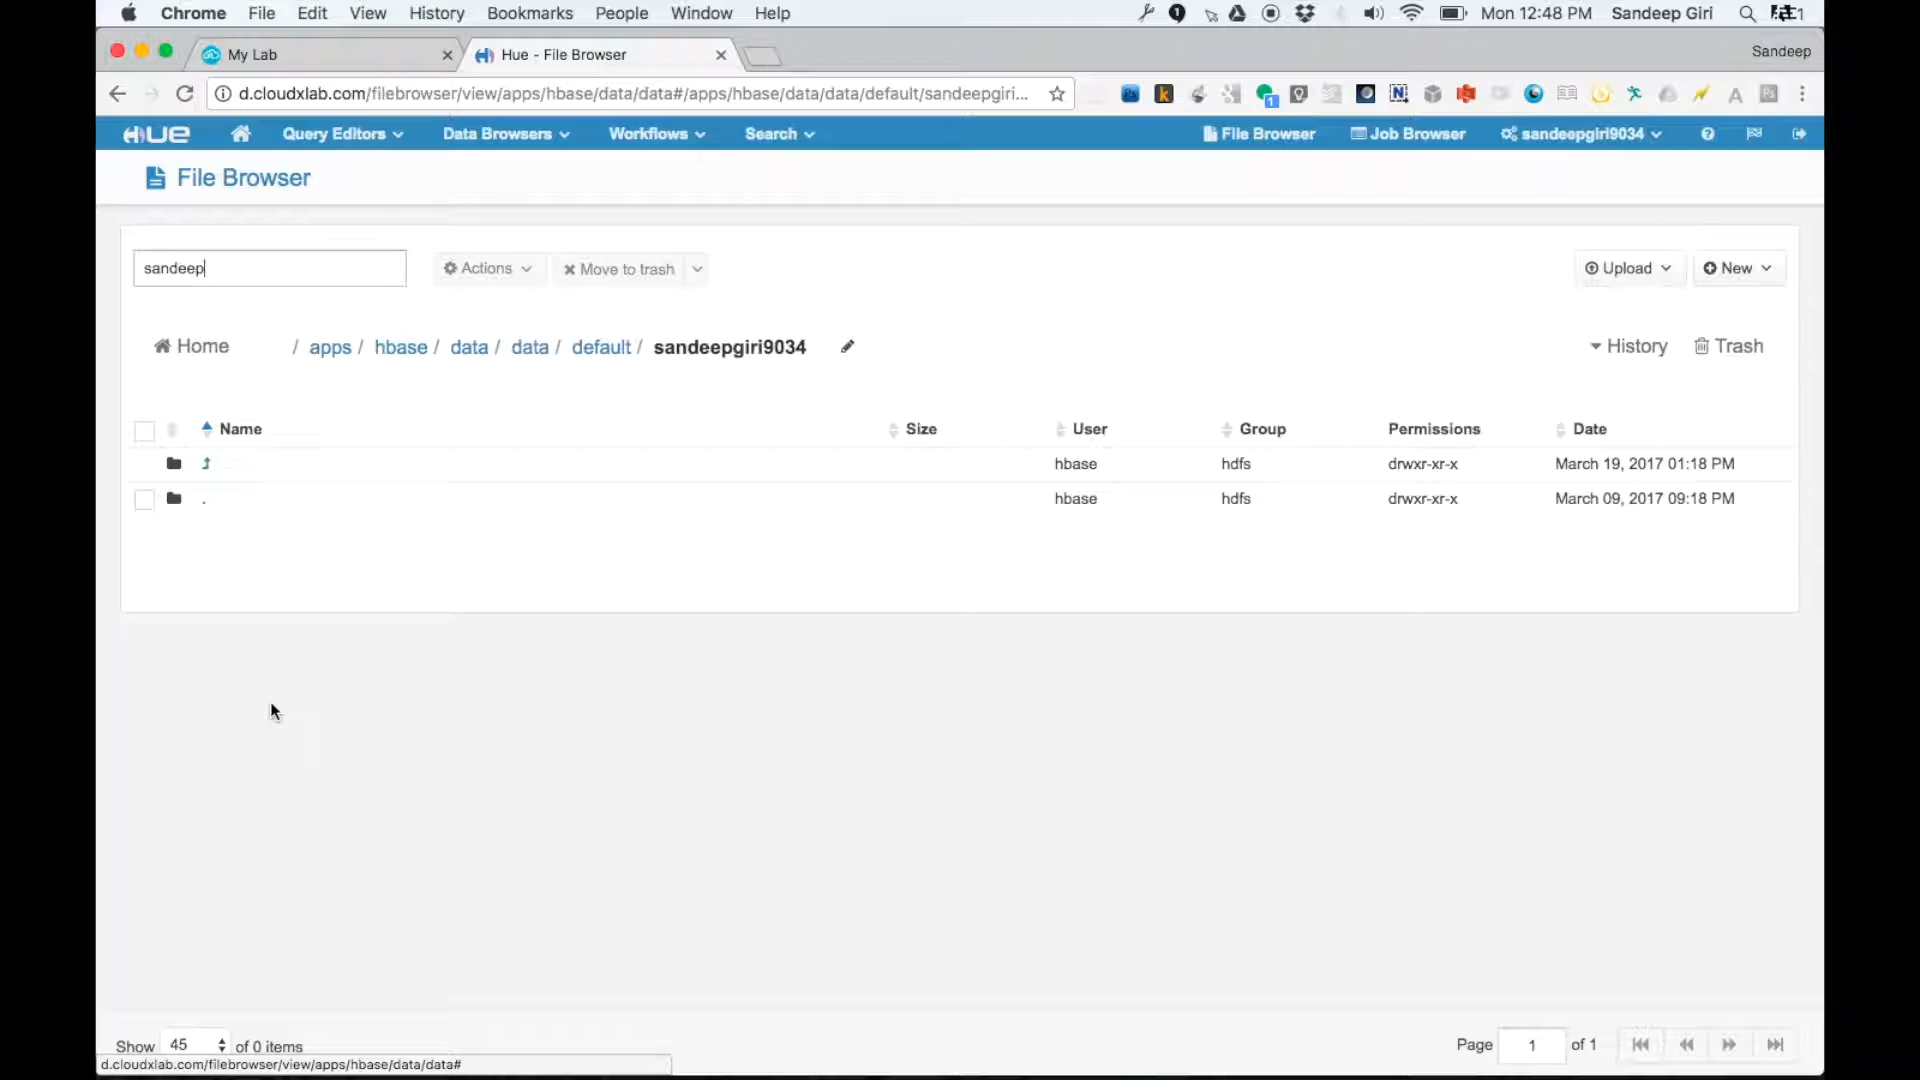 Chrome File Edit View History Bookmarks People Window Help Mon 12:48 PM Sandeep Giri
My Lab Hue - File Browser Sandeep
d.cloudxlab.com/filebrowser/view/apps/hbase/data/data#/apps/hbase/data/data/default/sandeepgiri...
HUE Query Editors Data Browsers Workflows Search File Browser Job Browser sandeepgiri9034
File Browser
sandeep Actions Move to trash Upload New
Home / apps / hbase / data / data / default / sandeepgiri9034 History Trash
Name Size User Group Permissions Date
hbase hdfs drwxr-xr-x March 19, 2017 01:18 PM
. hbase hdfs drwxr-xr-x March 09, 2017 09:18 PM
Show 45 of 0 items Page 1 of 1
d.cloudxlab.com/filebrowser/view/apps/hbase/data/data#